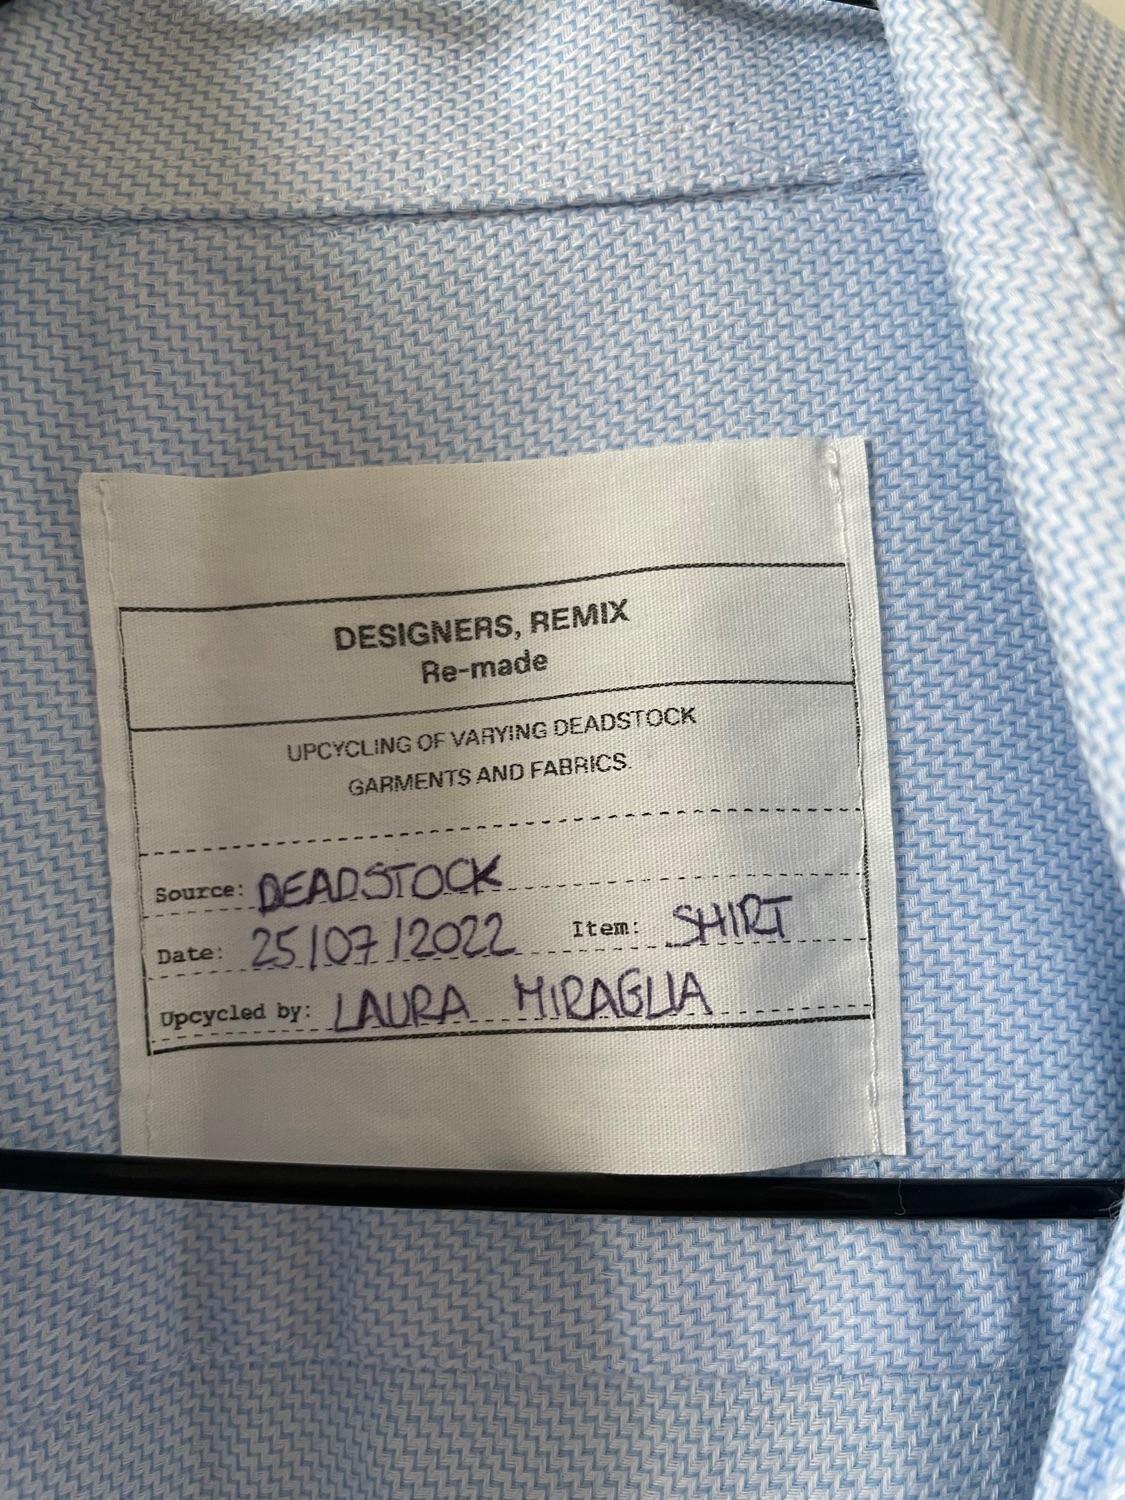 DESIGNERS, REMIX
Re-made
UPCYCLING OF VARYING DEADSTOCK
GARMENTS AND FABRICS.
Source: DEADSTOCK
Date: 25/07/2022 Item: SHIRT
Upcycled by: LAURA MIRAGLIA